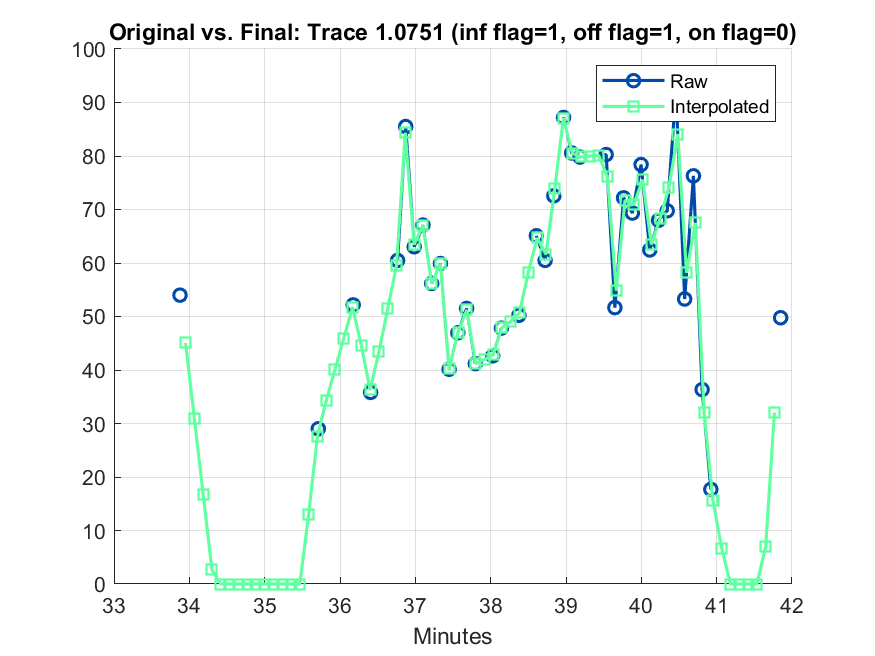 Original vs. Final: Trace 1.0751 (inf flag=1, off flag=1, on flag=0)
100
90
80
70
60
50
40
30
20
10
0
Raw
Interpolated
33 34 35 36 37 38 39 40 41 42
Minutes